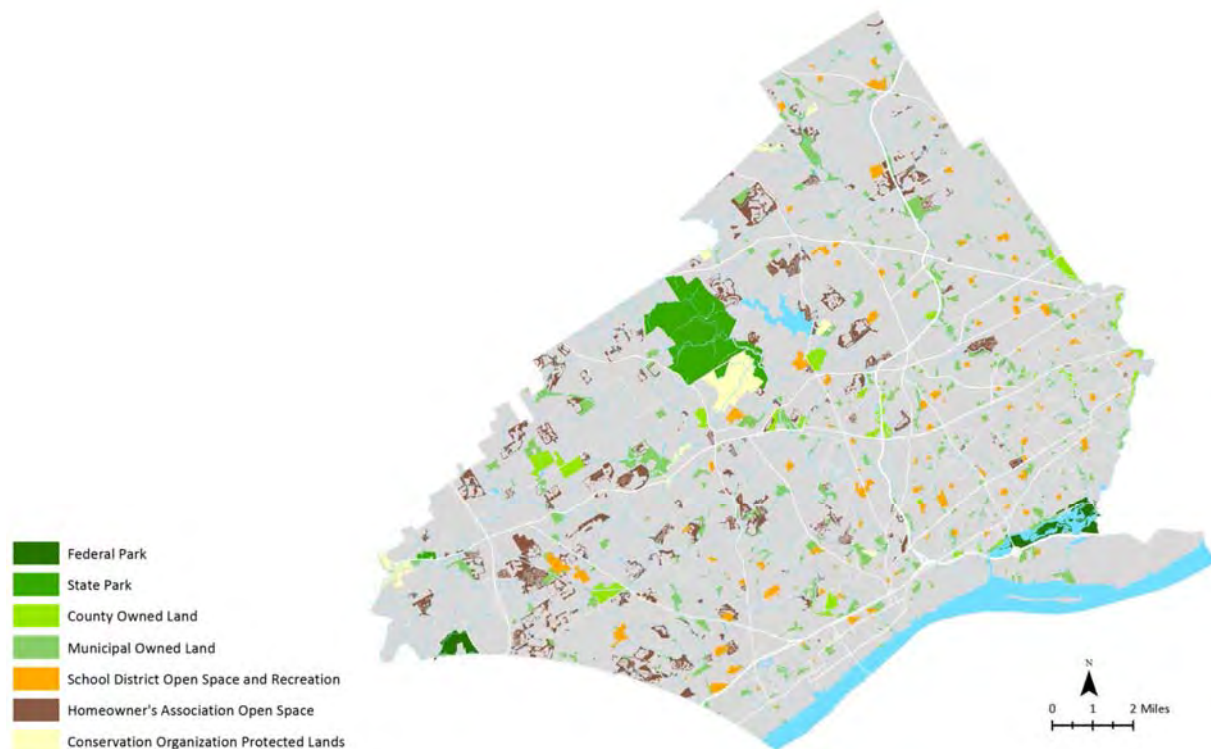 Federal Park
State Park
County Owned Land
Municipal Owned Land
School District Open Space and Recreation
Homeowner's Association Open Space
Conservation Organization Protected Lands
N
0 1 2 Miles